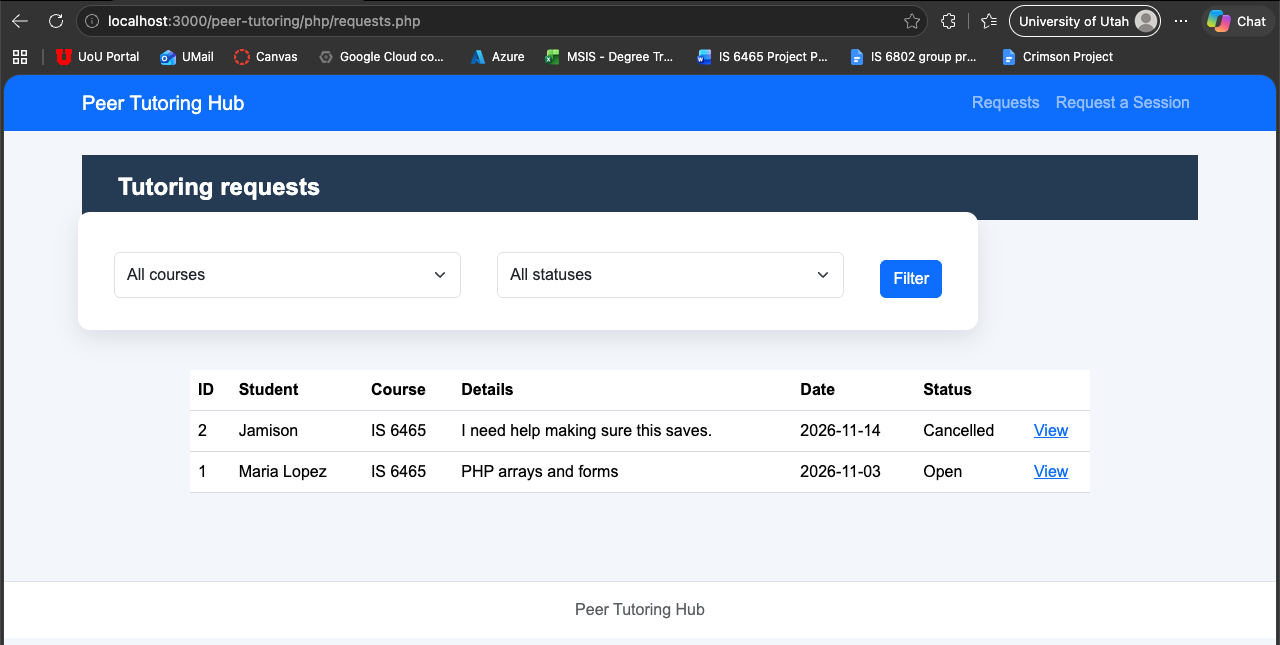 localhost:3000/peer-tutoring/php/requests.php University of Utah Chat
UoU Portal UMail Canvas Google Cloud co... Azure MSIS - Degree Tr... IS 6465 Project P... IS 6802 group pr... Crimson Project
Peer Tutoring Hub Requests Request a Session
Tutoring requests
All courses All statuses Filter
ID Student Course Details Date Status
2 Jamison IS 6465 I need help making sure this saves. 2026-11-14 Cancelled View
1 Maria Lopez IS 6465 PHP arrays and forms 2026-11-03 Open View
Peer Tutoring Hub